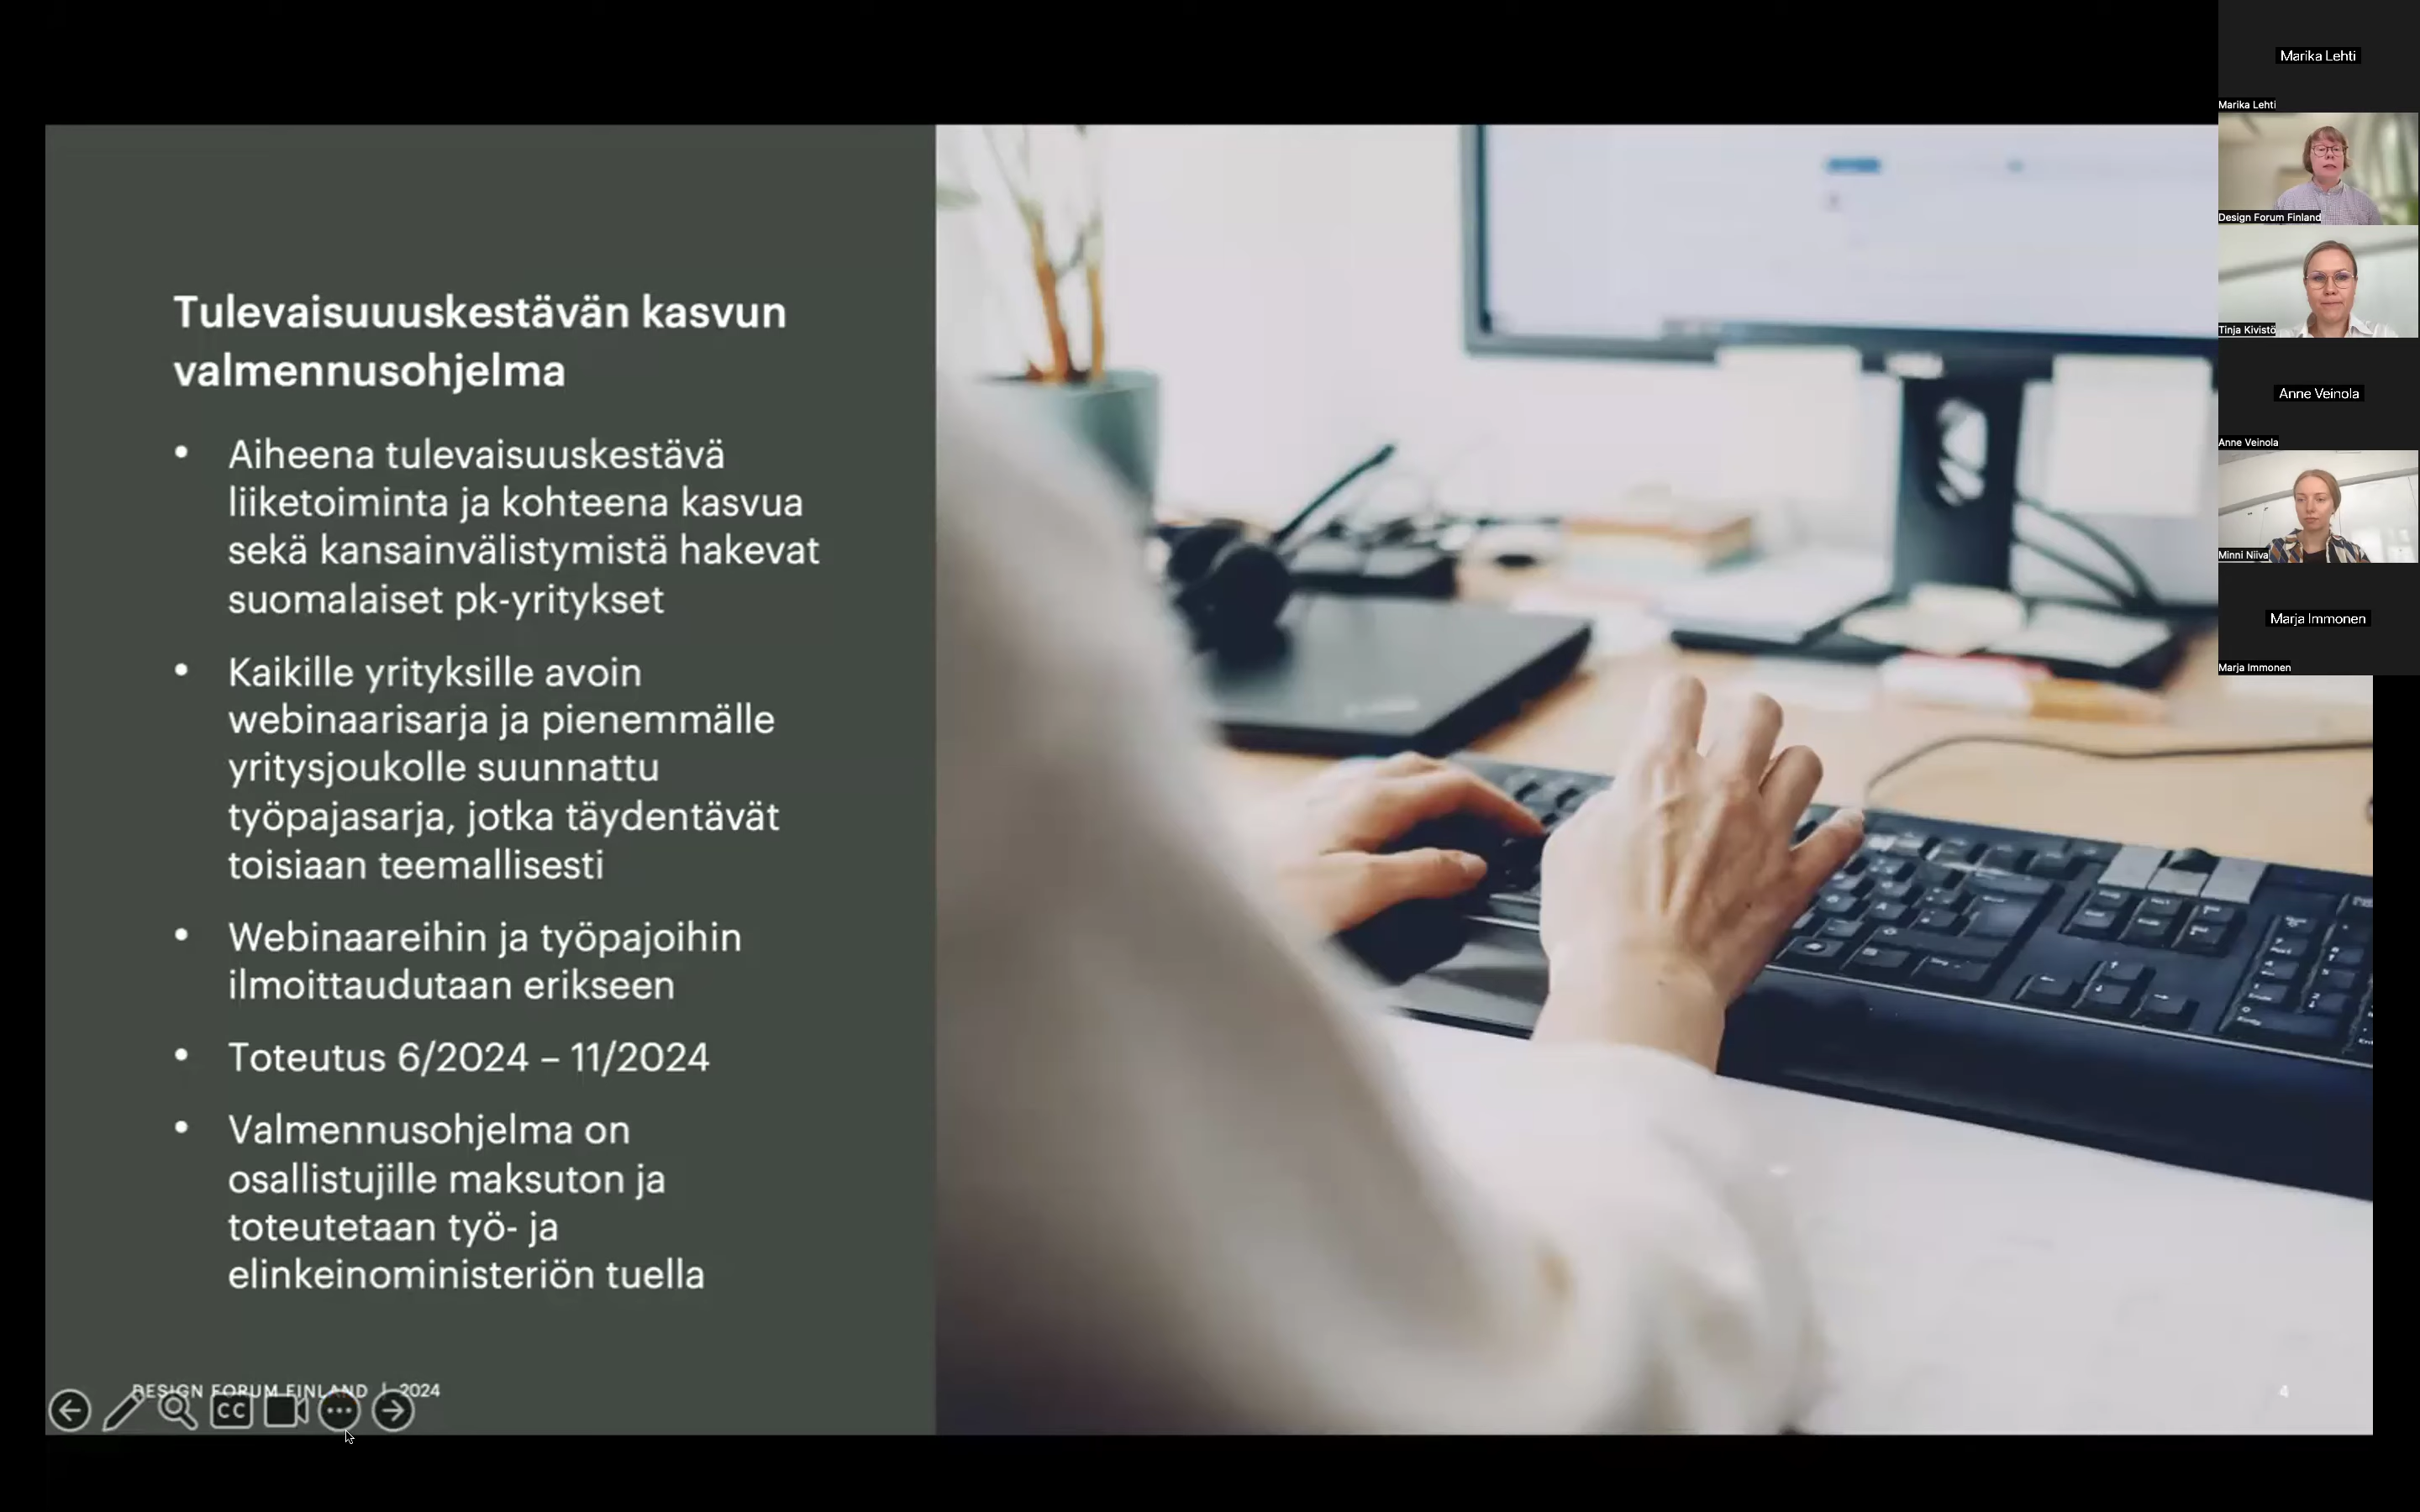 Tulevaisuuuskestävän kasvun
valmennusohjelma
• Aiheena tulevaisuuskestävä
liiketoiminta ja kohteena kasvua
sekä kansainvälistymistä hakevat
suomalaiset pk-yritykset
• Kaikille yrityksille avoin
webinaarisarja ja pienemmälle
yritysjoukolle suunnattu
työpajasarja, jotka täydentävät
toisiaan teemallisesti
• Webinaareihin ja työpajoihin
ilmoittaudutaan erikseen
• Toteutus 6/2024 – 11/2024
• Valmennusohjelma on
osallistujille maksuton ja
toteutetaan työ- ja
elinkeinoministeriön tuella
DESIGN FORUM FINLAND | 2024
CC
4
Marika Lehti
Marika Lehti
Design Forum Finland
Tinja Kivistö
Anne Veinola
Anne Veinola
Minni Niiva
Marja Immonen
Marja Immonen